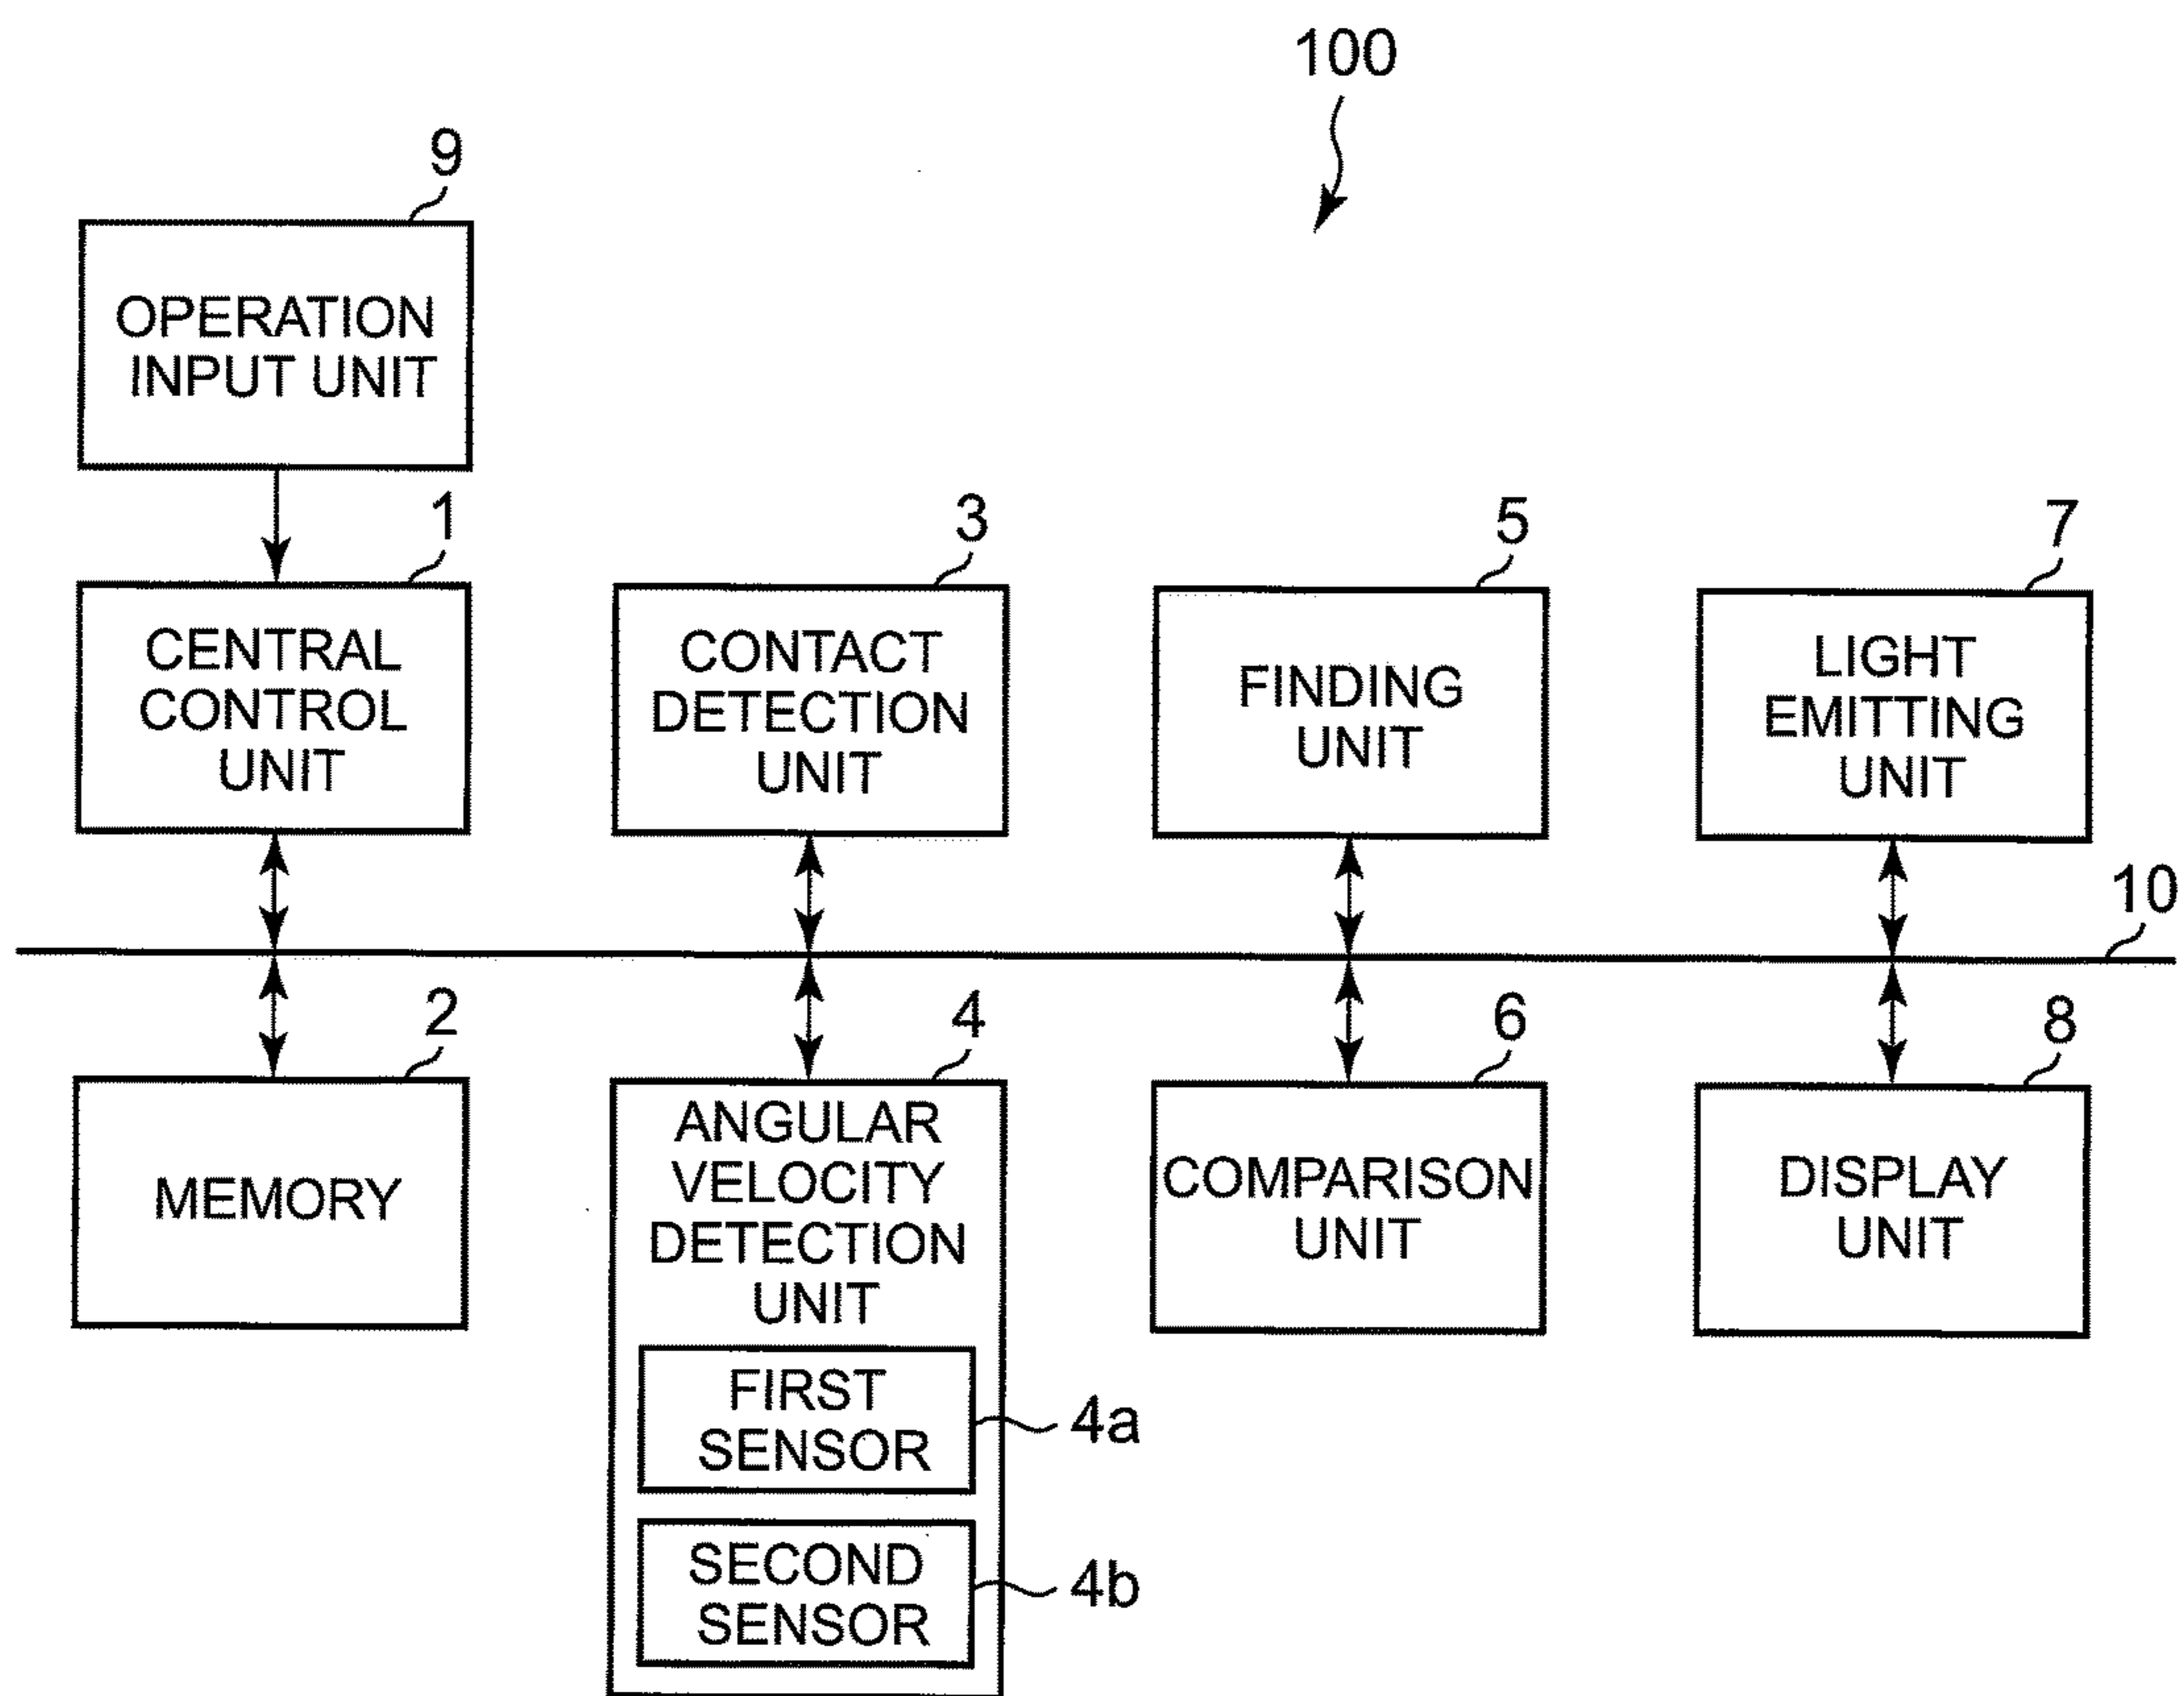 100
9
OPERATION
INPUT UNIT
1
CENTRAL
CONTROL
UNIT
3
CONTACT
DETECTION
UNIT
5
FINDING
UNIT
7
LIGHT
EMITTING
UNIT
10
2
MEMORY
4
ANGULAR
VELOCITY
DETECTION
UNIT
FIRST
SENSOR
4a
SECOND
SENSOR
4b
6
COMPARISON
UNIT
8
DISPLAY
UNIT